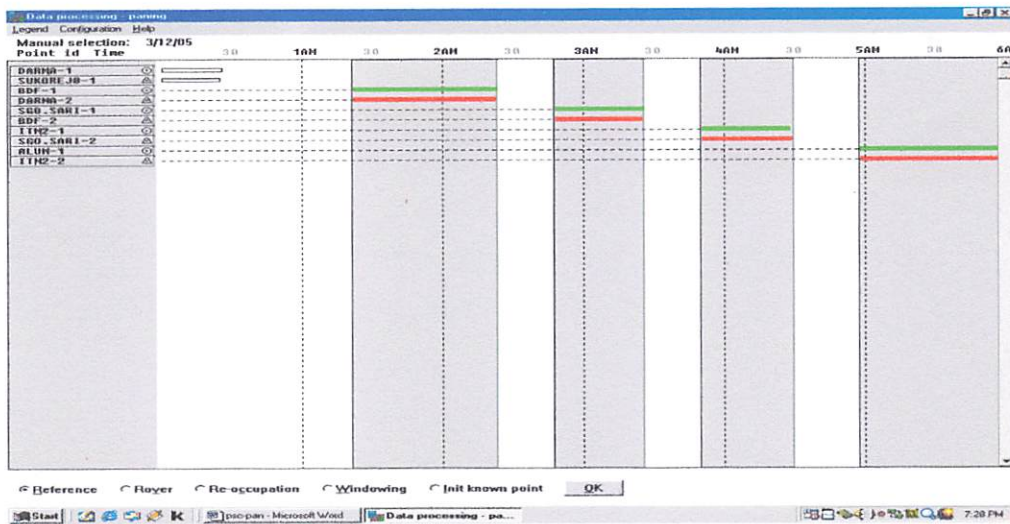 Data processing - paning
Legend Configuration Help
Manual selection: 3/12/05
Point id Time 30 1AM 30 2AM 30 3AM 30 4AM 30 5AM 30 6A
DARMA-1
SUKOREJO-1
BDF-1
DARMA-2
SGO.SARI-1
BDF-2
ITN2-1
SGO.SARI-2
ALUN-1
ITN2-2
Reference Rover Re-occupation Windowing Init known point OK
Start K pso-pan - Microsoft Word Data processing - pa... 7:28 PM